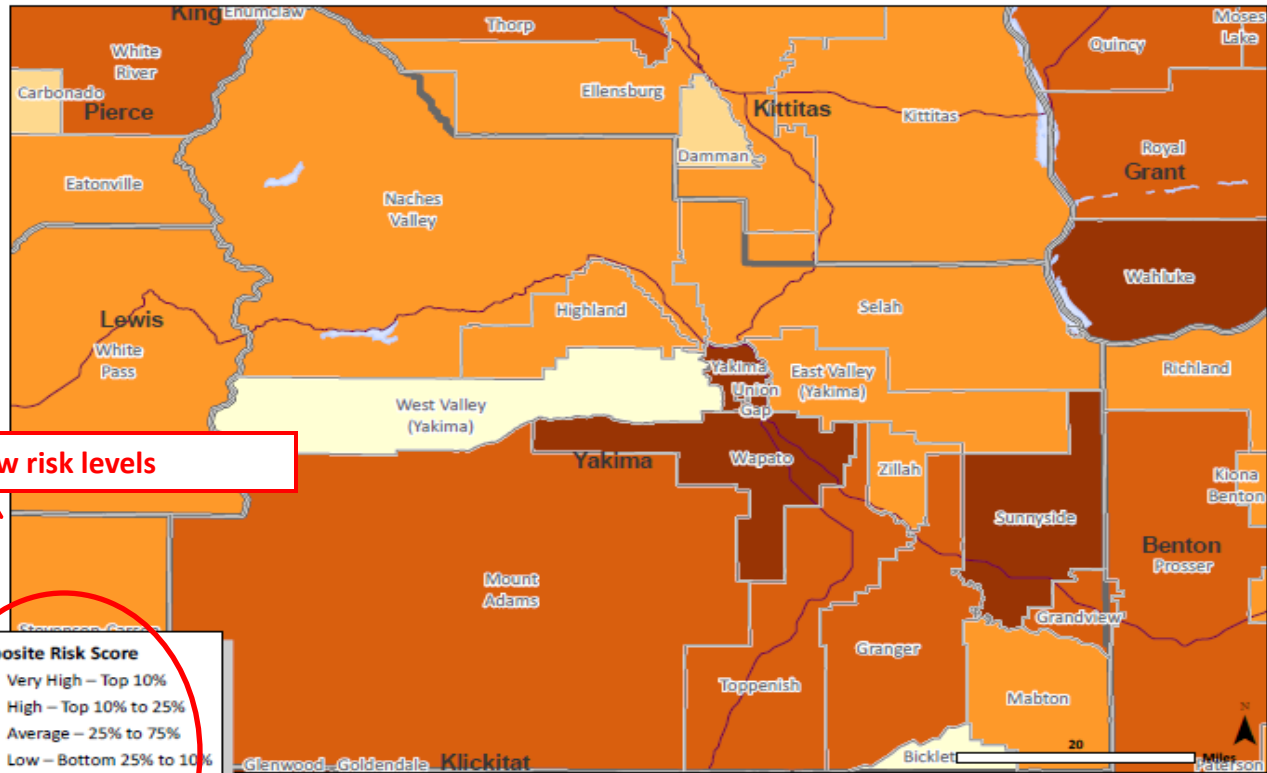 King
Enumclaw
Thorp
Moses
Lake
Quincy
White
River
Carbonado
Pierce
Ellensburg
Kittitas
Kittitas
Damman
Royal
Grant
Eatonville
Naches
Valley
Wahluke
Highland
Selah
Lewis
White
Pass
Richland
Yakima
Union
Gap
East Valley
(Yakima)
West Valley
(Yakima)
w risk levels
Yakima
Wapato
Zillah
Kiona
Benton
Sunnyside
Benton
Prosser
Mount
Adams
Grandview
Stevenson-Carson
Granger
osite Risk Score
Very High – Top 10%
High – Top 10% to 25%
Average – 25% to 75%
Low – Bottom 25% to 10%
Toppenish
Mabton
N
20
Miles
Bicklet
Glenwood
Goldendale
Klickitat
Paterson